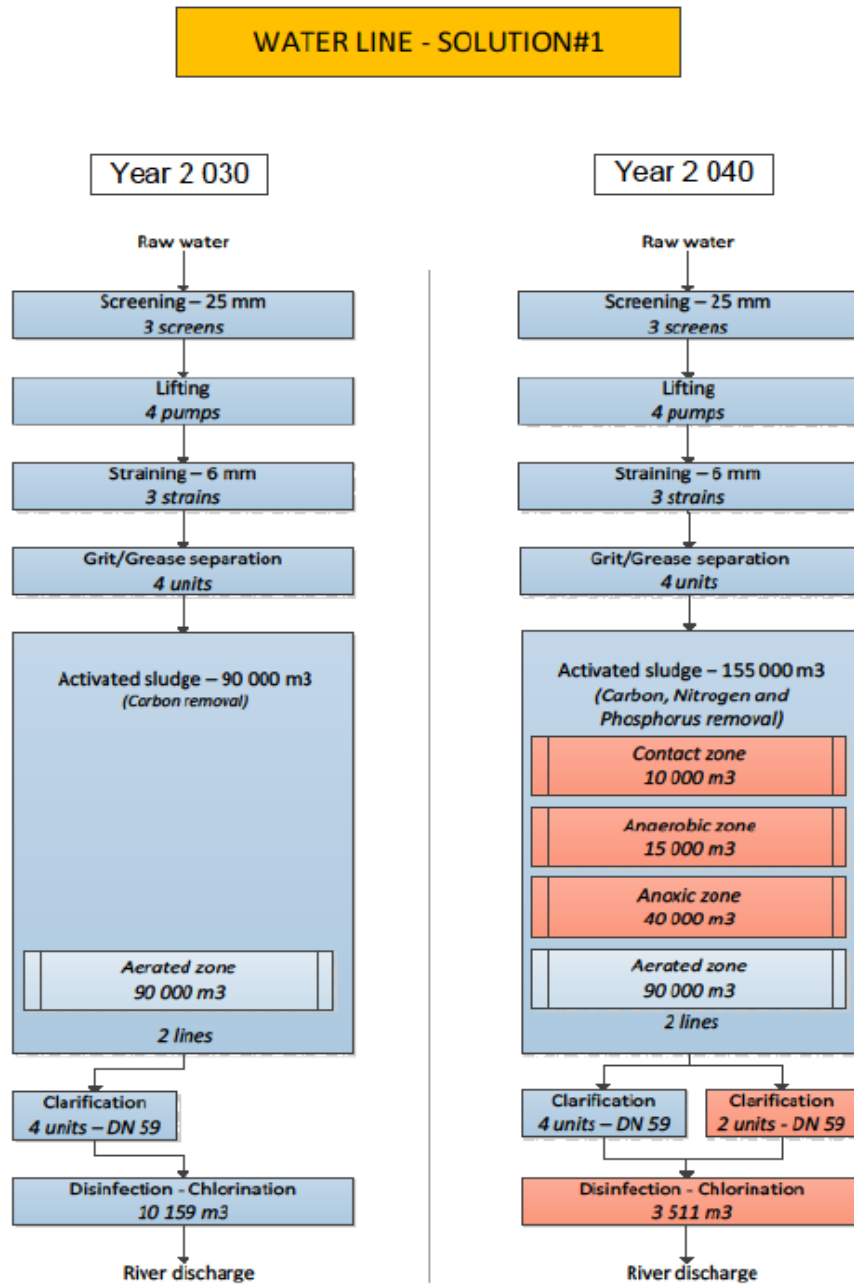 WATER LINE - SOLUTION#1
Year 2 030
Raw water
Screening – 25 mm
3 screens
Lifting
4 pumps
Straining – 6 mm
3 strains
Grit/Grease separation
4 units
Activated sludge – 90 000 m3
(Carbon removal)
Aerated zone
90 000 m3
2 lines
Clarification
4 units – DN 59
Disinfection - Chlorination
10 159 m3
River discharge
Year 2 040
Raw water
Screening – 25 mm
3 screens
Lifting
4 pumps
Straining – 6 mm
3 strains
Grit/Grease separation
4 units
Activated sludge – 155 000 m3
(Carbon, Nitrogen and
Phosphorus removal)
Contact zone
10 000 m3
Anaerobic zone
15 000 m3
Anoxic zone
40 000 m3
Aerated zone
90 000 m3
2 lines
Clarification
4 units – DN 59
Clarification
2 units - DN 59
Disinfection - Chlorination
3 511 m3
River discharge